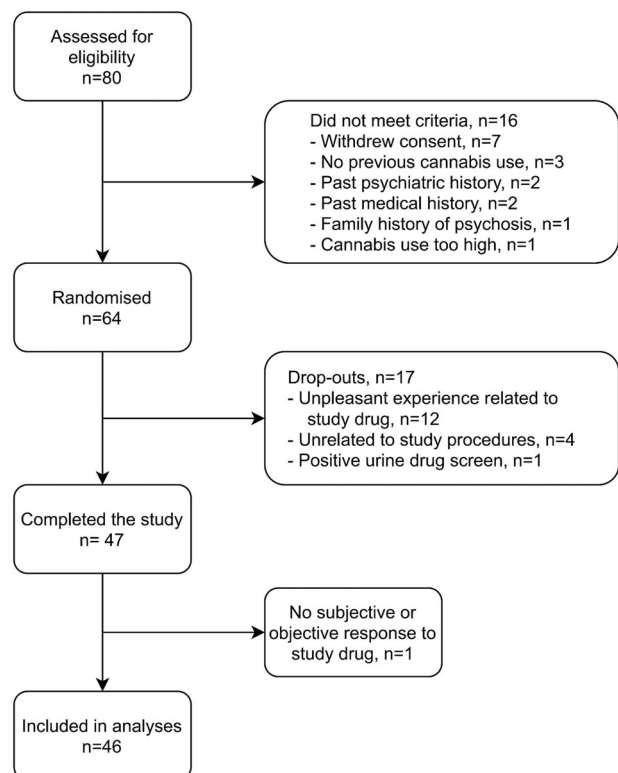 Assessed for
eligibility
n=80
Did not meet criteria, n=16
- Withdrew consent, n=7
- No previous cannabis use, n=3
- Past psychiatric history, n=2
- Past medical history, n=2
- Family history of psychosis, n=1
- Cannabis use too high, n=1
Randomised
n=64
Drop-outs, n=17
- Unpleasant experience related to
study drug, n=12
- Unrelated to study procedures, n=4
- Positive urine drug screen, n=1
Completed the study
n= 47
No subjective or
objective response to
study drug, n=1
Included in analyses
n=46